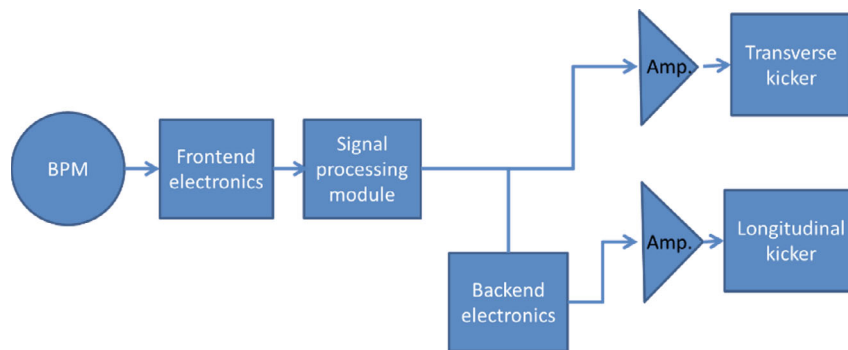 BPM
Frontend
electronics
Signal
processing
module
Amp.
Transverse
kicker
Backend
electronics
Amp.
Longitudinal
kicker